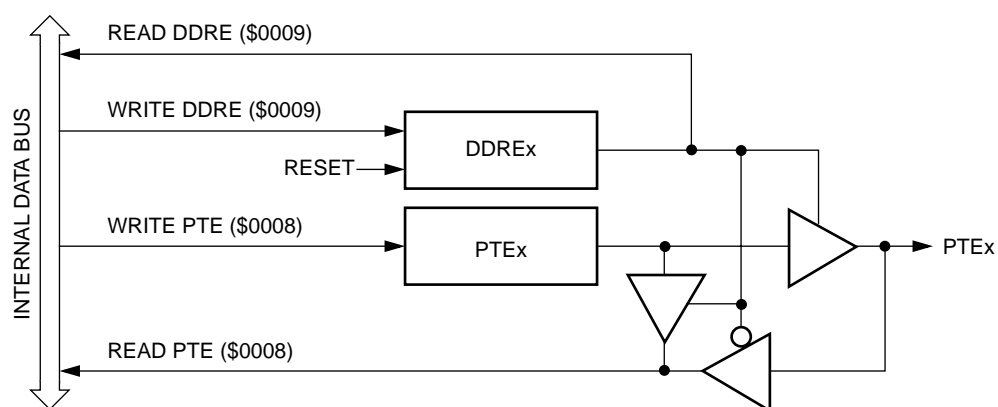 READ DDRE ($0009)
WRITE DDRE ($0009)
DDREx
RESET
INTERNAL DATA BUS
WRITE PTE ($0008)
PTEx
PTEx
READ PTE ($0008)